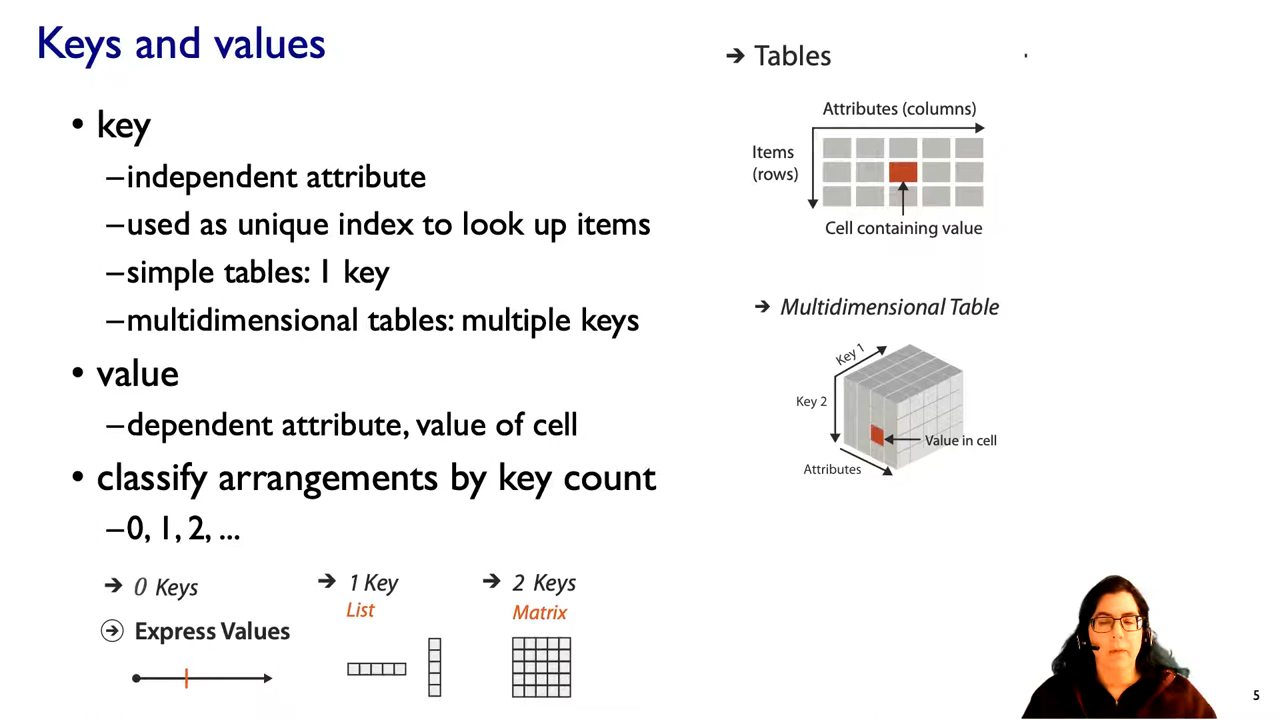 Keys and values
• key
–independent attribute
–used as unique index to look up items
–simple tables: 1 key
–multidimensional tables: multiple keys
• value
–dependent attribute, value of cell
• classify arrangements by key count
–0, 1, 2, ...
➔ 0 Keys
Express Values
➔ 1 Key
List
➔ 2 Keys
Matrix
➔ Tables
Attributes (columns)
Items
(rows)
Cell containing value
➔ Multidimensional Table
Key 1
Key 2
Value in cell
Attributes
5